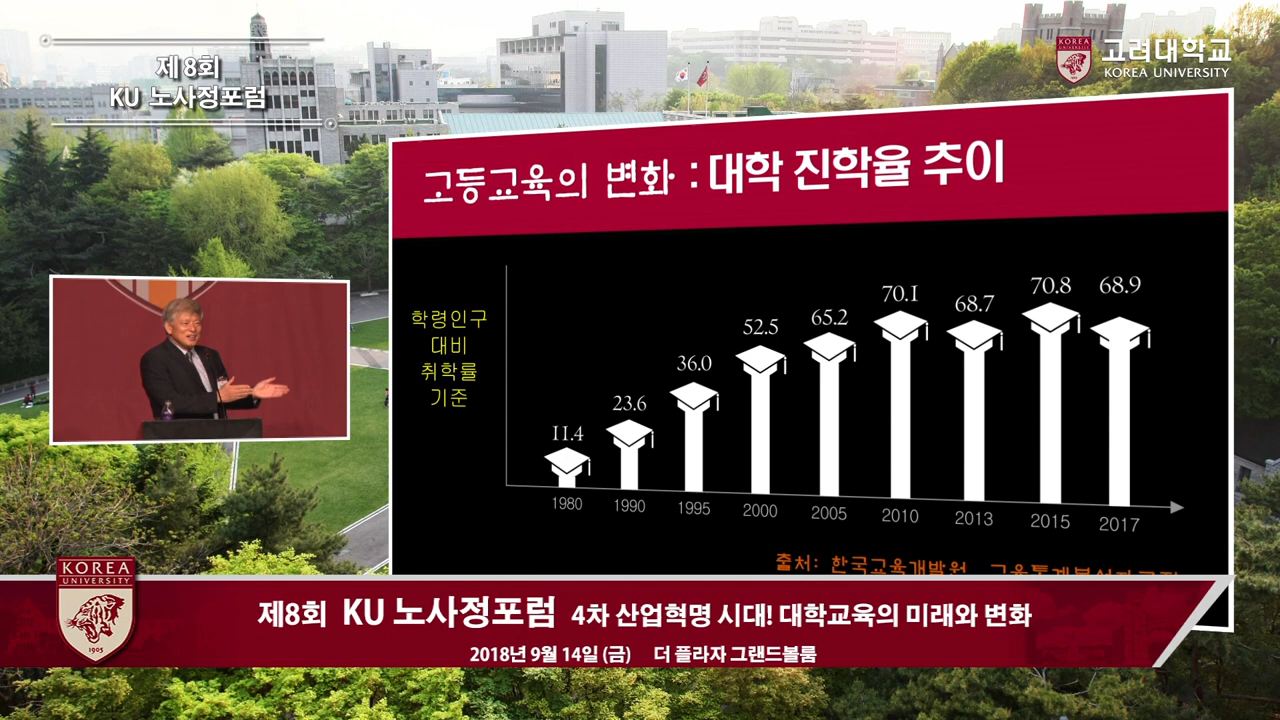 제8회
KU 노사정포럼
KOREA
UNIVERSITY
1905
고려대학교
KOREA UNIVERSITY
고등교육의 변화 : 대학 진학율 추이
학령인구
대비
취학률
기준
11.4
23.6
36.0
52.5
65.2
70.1
68.7
70.8
68.9
1980
1990
1995
2000
2005
2010
2013
2015
2017
출처: 한국교육개발원
KOREA
UNIVERSITY
1905
제8회 KU 노사정포럼 4차 산업혁명 시대! 대학교육의 미래와 변화
2018년 9월 14일 (금) 더 플라자 그랜드볼룸